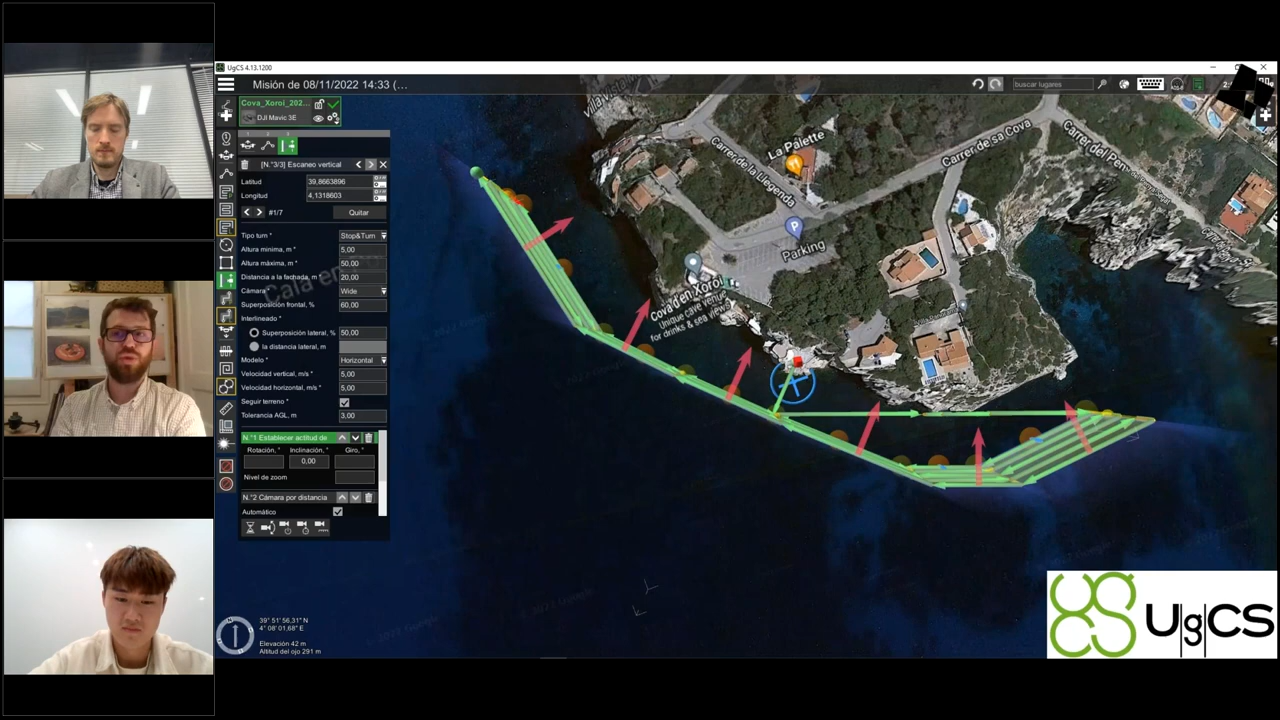 UgCS 4.13.1200
Misión de 08/11/2022 14:33 (…
buscar lugares
Cova_Xoroi_202...
DJI Mavic 3E
1 2 3
[N.°3/3] Escaneo vertical
Latitud 39,8663896
Longitud 4,1318603
#1/7 Quitar
Tipo turn * Stop&Turn
Altura mínima, m * 5,00
Altura máxima, m * 50,00
Distancia a la fachada, m * 20,00
Cámara * Wide
Superposición frontal, % 60,00
Interlineado *
Superposición lateral, % 50,00
la distancia lateral, m
Modelo * Horizontal
Velocidad vertical, m/s * 5,00
Velocidad horizontal, m/s * 5,00
Seguir terreno *
Tolerancia AGL, m 3,00
N.°1 Establecer actitud de
Rotación, ° Inclinación, ° Giro, °
0,00
Nivel de zoom
N.°2 Cámara por distancia
Automático
La Palette
Carrer de la Llegenda
Carrer de sa Cova
Parking
Cova d'en Xoroi
Unique cave venue
for drinks & sea views
39° 51' 56,31" N
4° 08' 01,68" E
Elevación 42 m
Altitud del ojo 291 m
UgCS